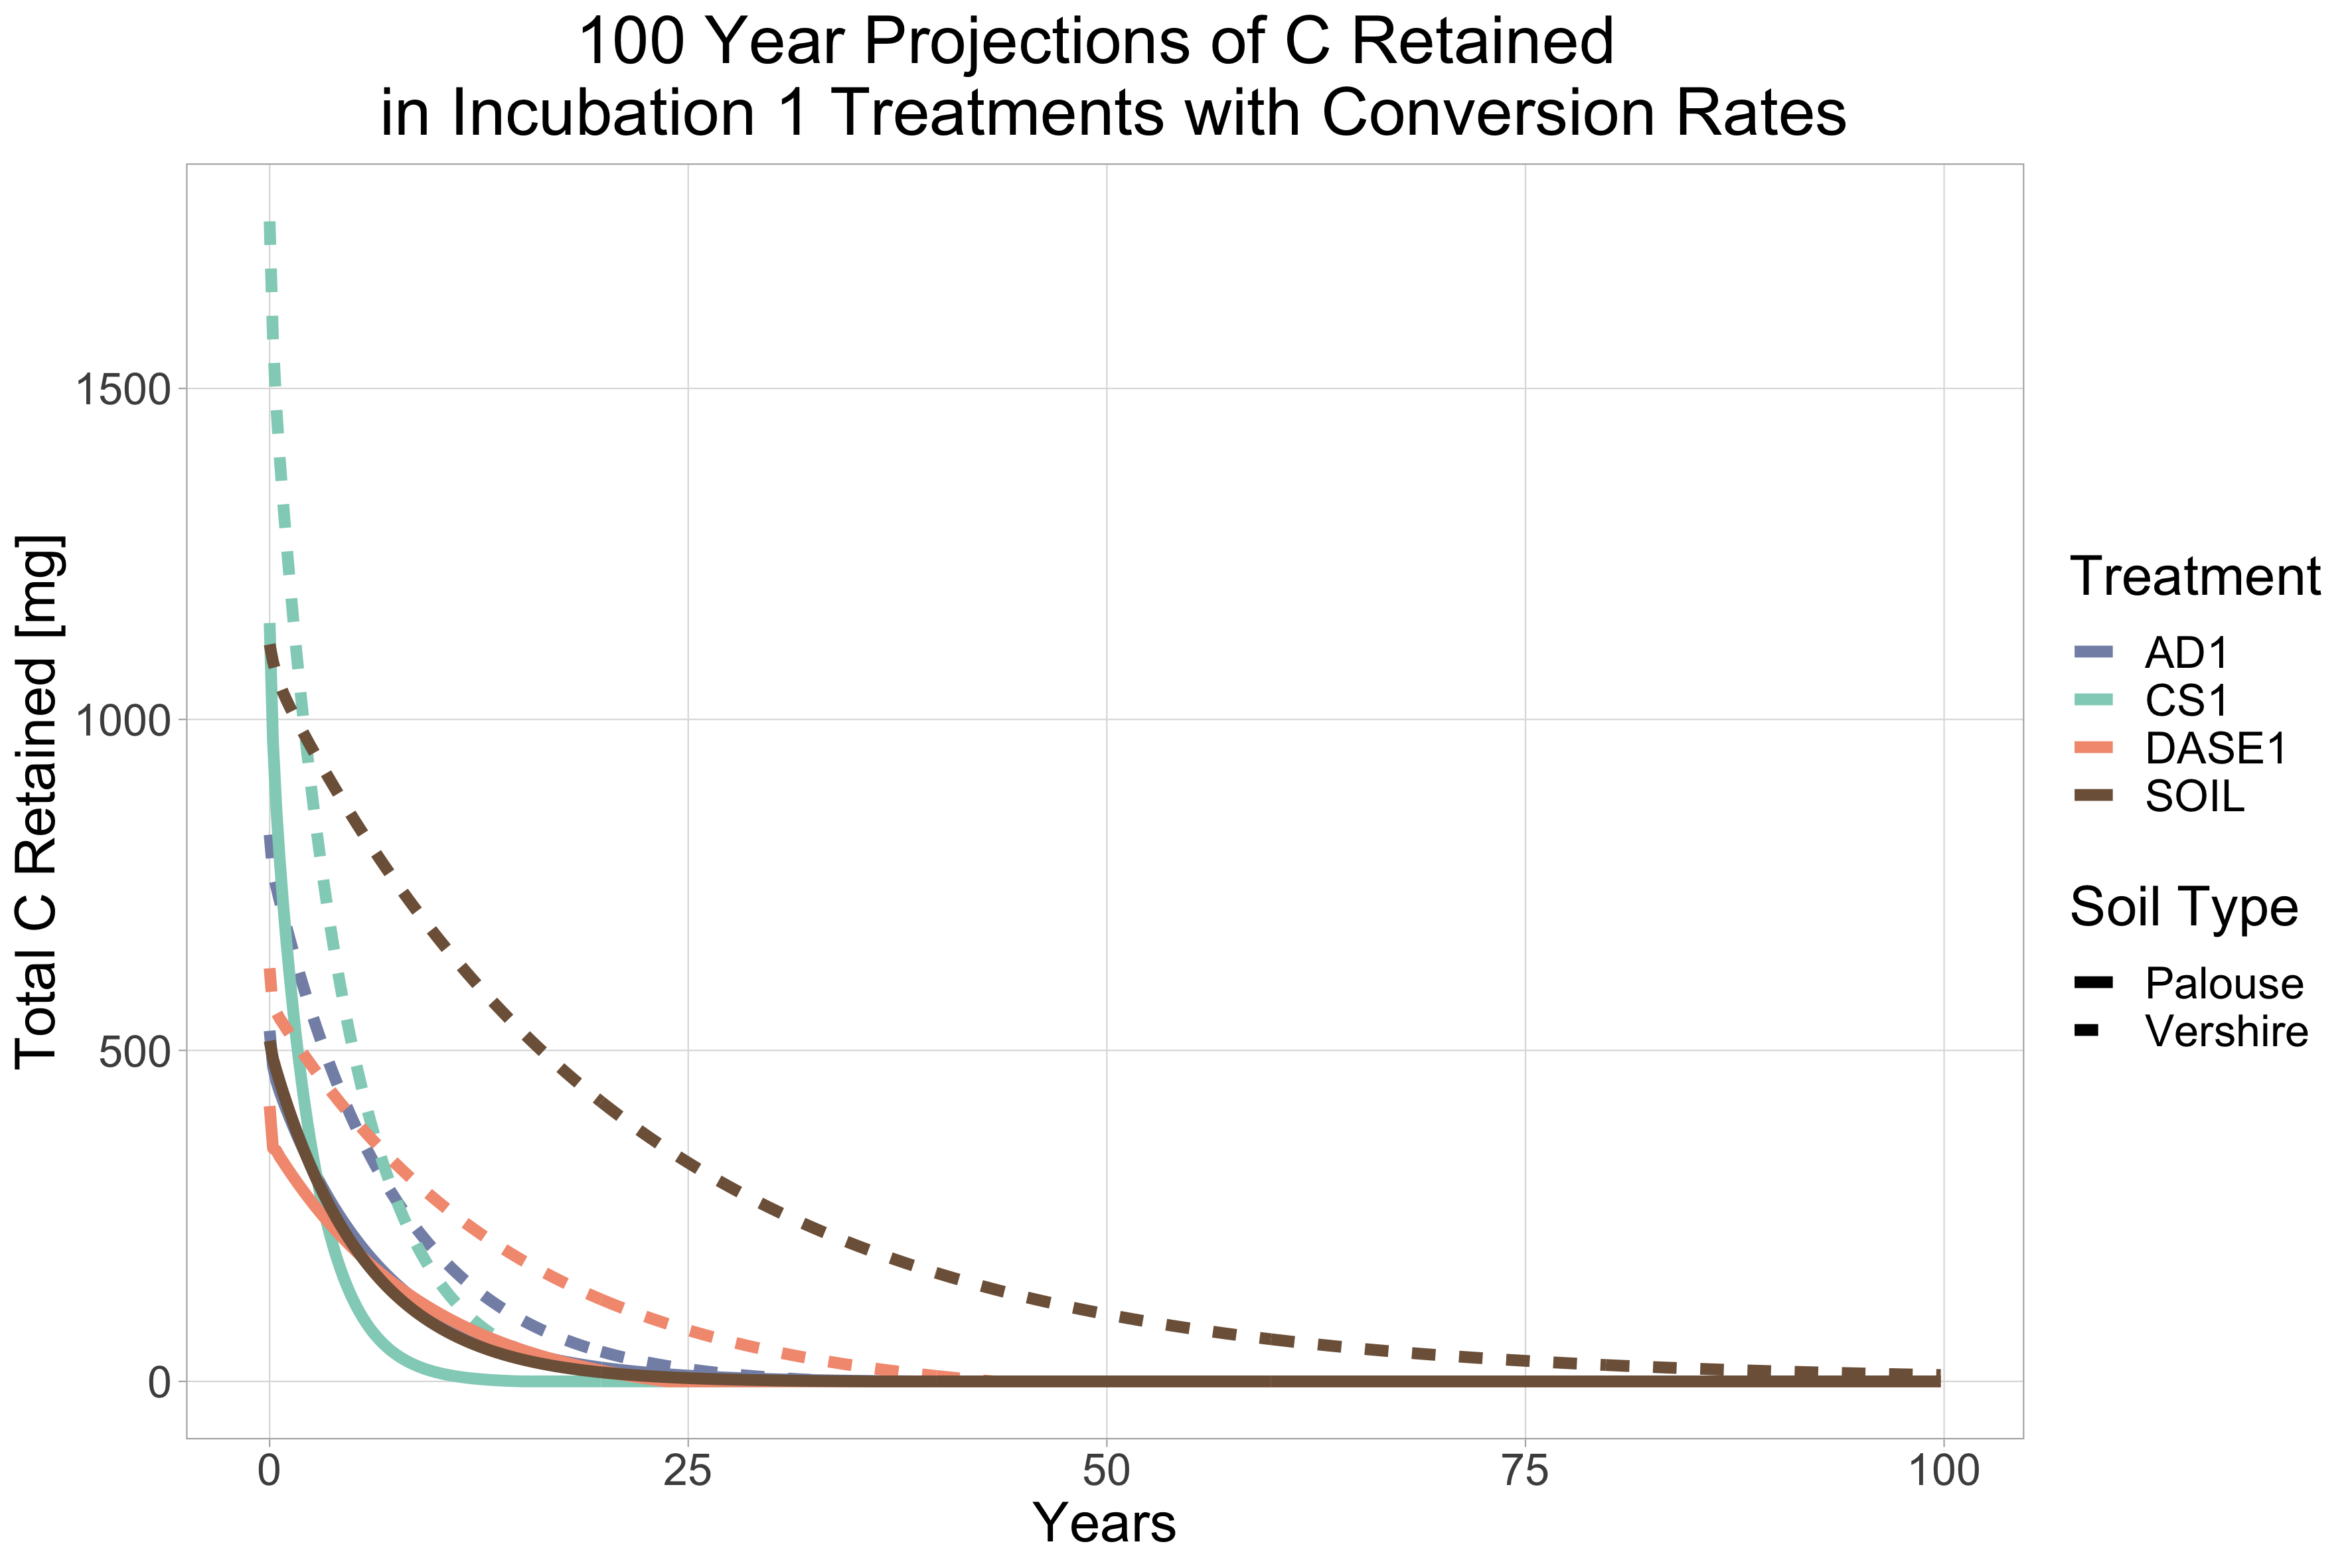 100 Year Projections of C Retained
in Incubation 1 Treatments with Conversion Rates
Total C Retained [mg]
1500
1000
500
0
0 25 50 75 100
Years
Treatment
AD1
CS1
DASE1
SOIL
Soil Type
Palouse
Vershire